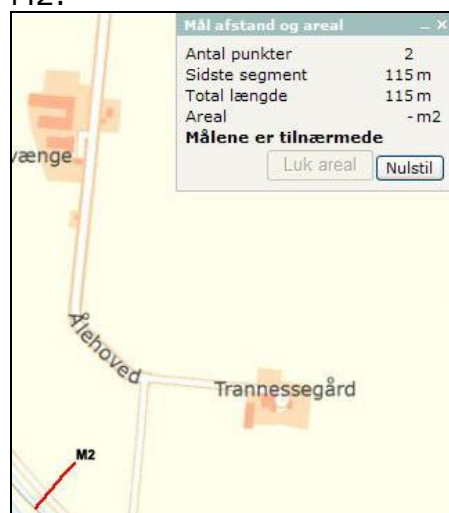 M2.
Mål afstand og areal
Antal punkter 2
Sidste segment 115 m
Total længde 115 m
Areal - m2
Målene er tilnærmede
Luk areal Nulstil
vænge
Ålehoved
Trannessegård
M2